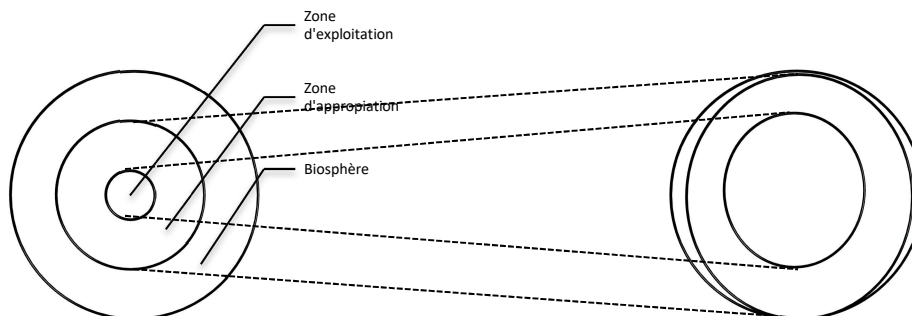 Zone
d'exploitation
Zone
d'appropiation
Biosphère